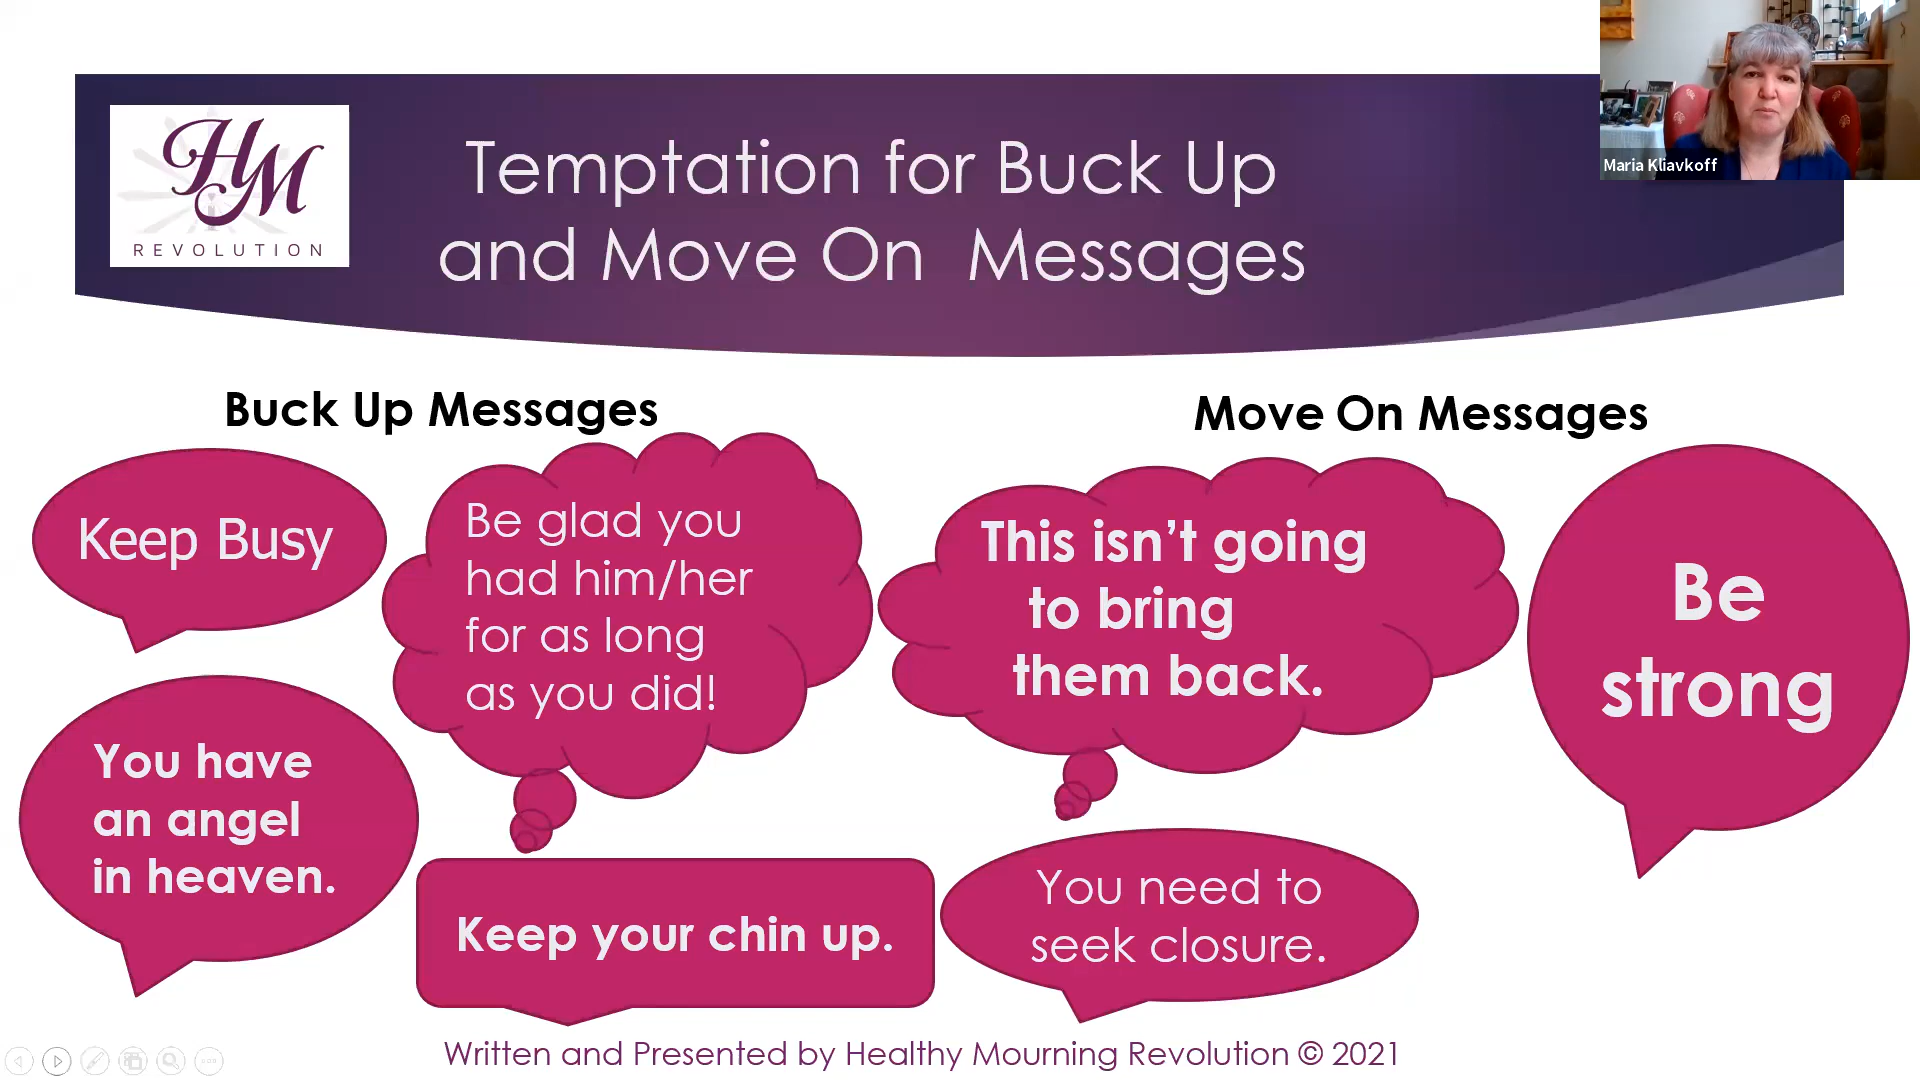 HM
REVOLUTION
Temptation for Buck Up
and Move On Messages
Maria Kliavkoff
Buck Up Messages
Keep Busy
Be glad you
had him/her
for as long
as you did!
You have
an angel
in heaven.
Keep your chin up.
Move On Messages
This isn't going
to bring
them back.
Be
strong
You need to
seek closure.
Written and Presented by Healthy Mourning Revolution © 2021